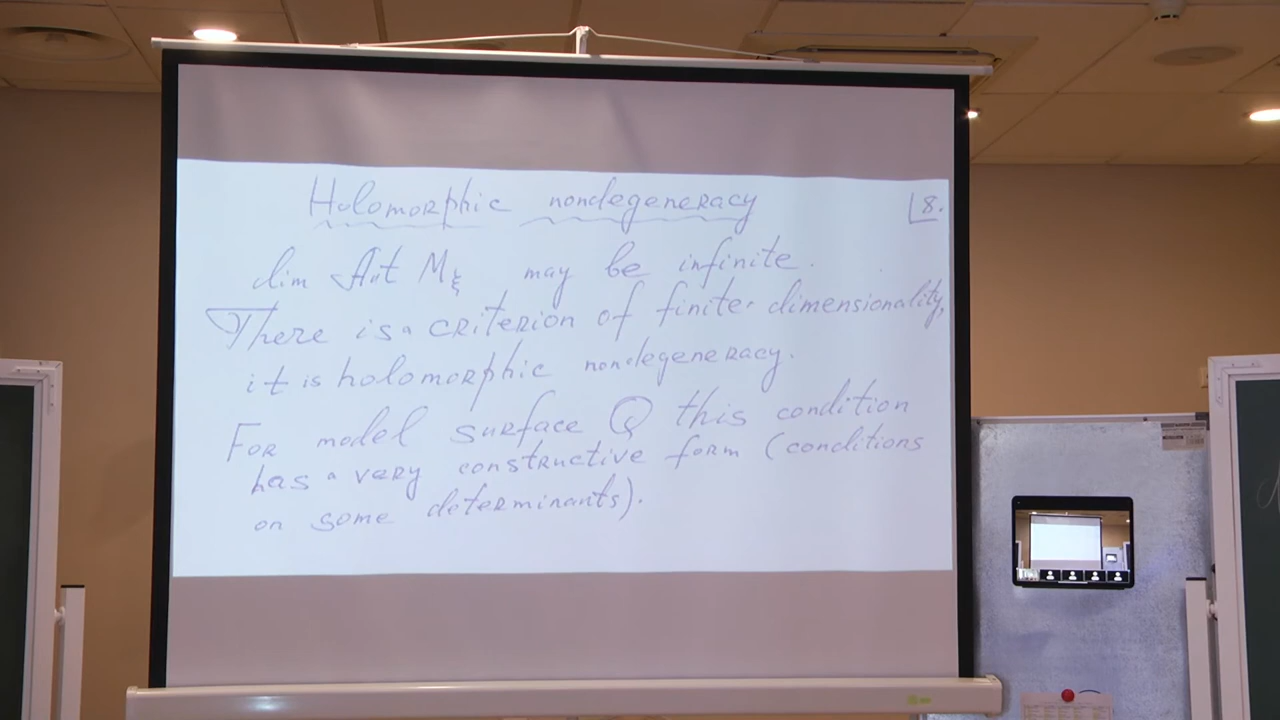 Holomorphic nondegeneracy
8.
dim Aut M_ξ may be infinite.
There is a criterion of finite-dimensionality,
it is holomorphic nondegeneracy.
For model surface Q this condition
has a very constructive form (conditions
on some determinants).